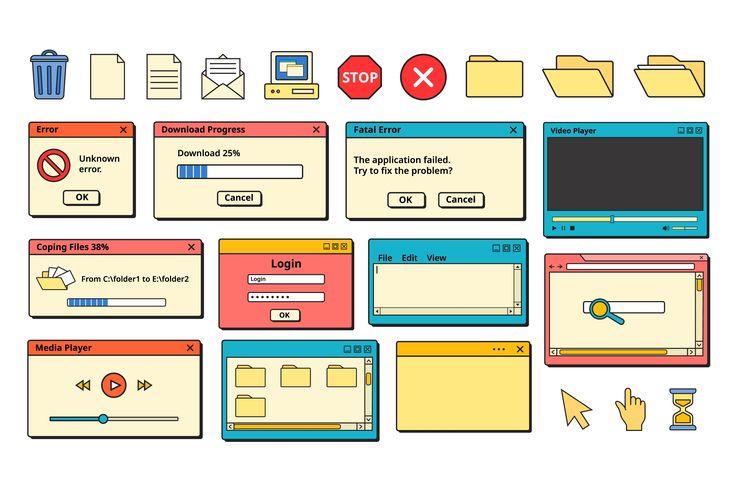 STOP
Error
Unknown
error.
OK
Download Progress
Download 25%
Cancel
Fatal Error
The application failed.
Try to fix the problem?
OK
Cancel
Video Player
Coping Files 38%
From C:\folder1 to E:\folder2
Login
Login
OK
File Edit View
Media Player